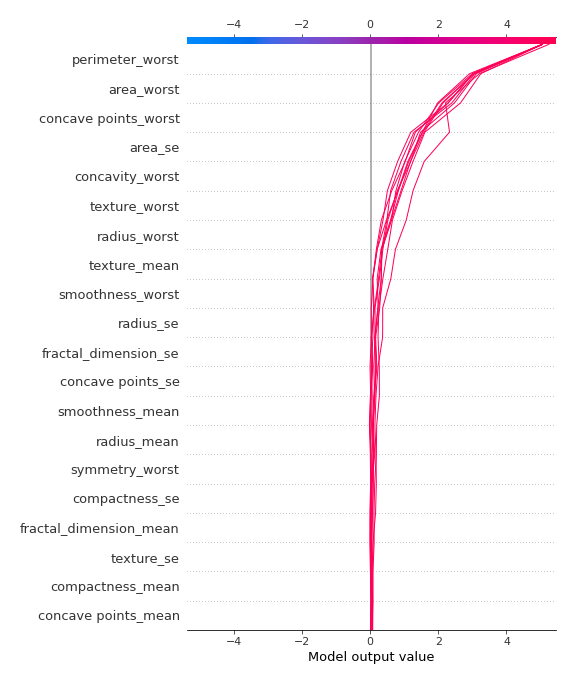 −4 −2 0 2 4
perimeter_worst
area_worst
concave points_worst
area_se
concavity_worst
texture_worst
radius_worst
texture_mean
smoothness_worst
radius_se
fractal_dimension_se
concave points_se
smoothness_mean
radius_mean
symmetry_worst
compactness_se
fractal_dimension_mean
texture_se
compactness_mean
concave points_mean
−4 −2 0 2 4
Model output value